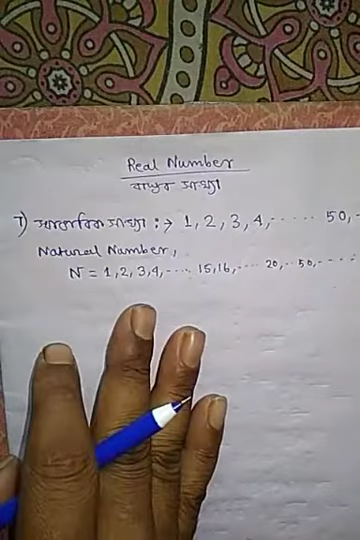 Real Number
বাস্তব সংখ্যা
1) স্বাভাবিক সংখ্যা :→ 1, 2, 3, 4, ...... 50, -
Natural Number,
N = 1, 2, 3, 4, ..... 15, 16, .... 20, .. 50, - - - -